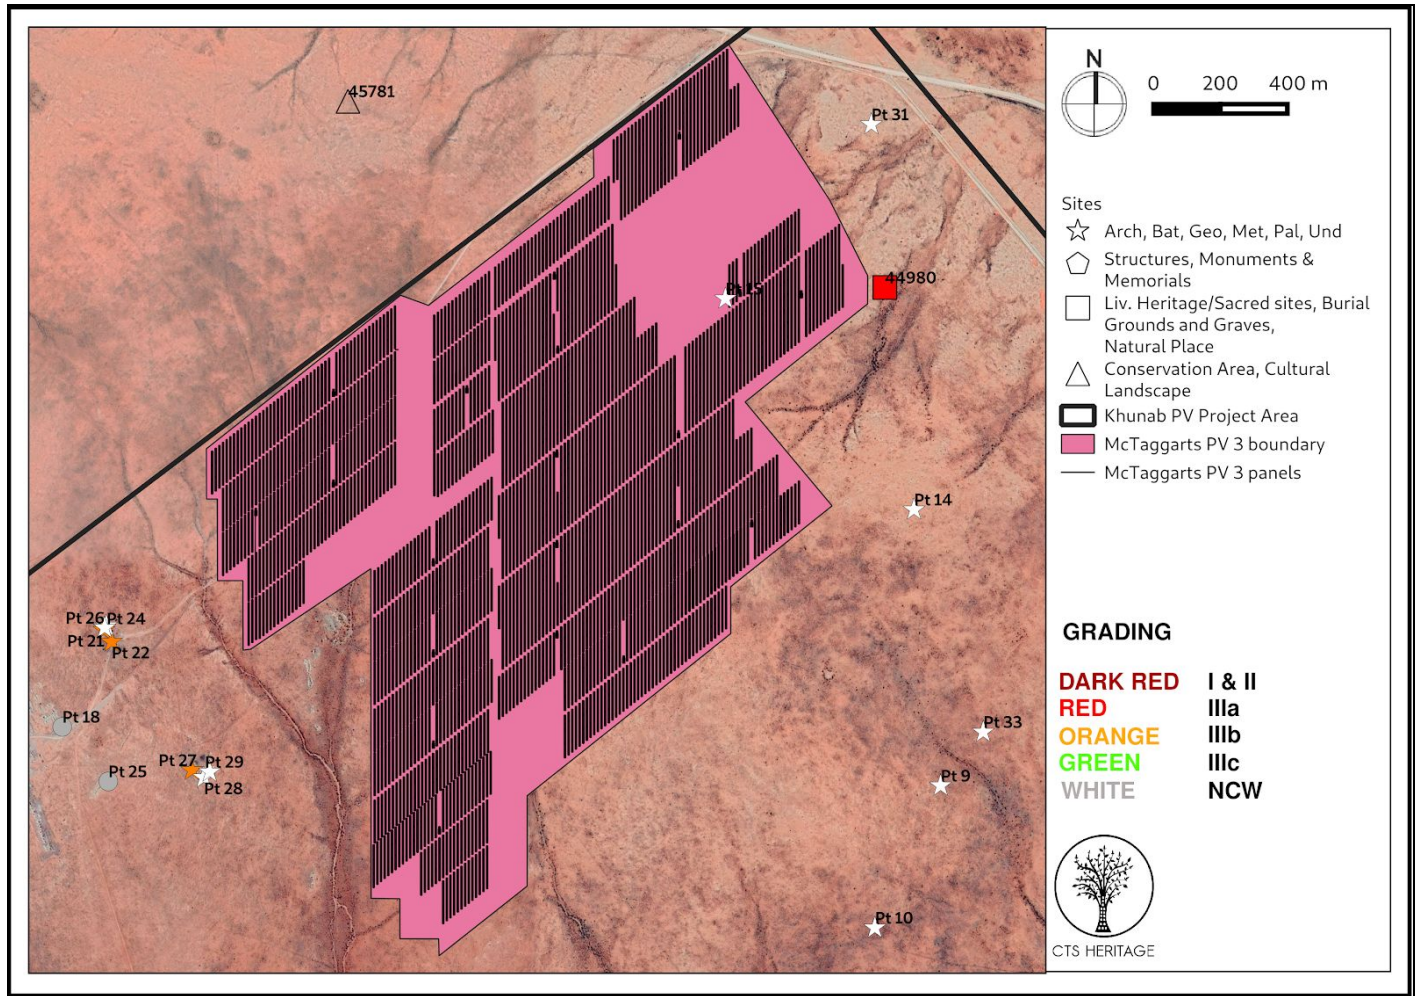 45781
Pt 31
44980
Pt 14
Pt 26
Pt 24
Pt 21
Pt 22
Pt 18
Pt 27
Pt 29
Pt 25
Pt 28
Pt 33
Pt 9
Pt 10
N
0 200 400 m
Sites
Arch, Bat, Geo, Met, Pal, Und
Structures, Monuments &
Memorials
Liv. Heritage/Sacred sites, Burial
Grounds and Graves,
Natural Place
Conservation Area, Cultural
Landscape
Khunab PV Project Area
McTaggarts PV 3 boundary
McTaggarts PV 3 panels
GRADING
DARK RED I & II
RED IIIa
ORANGE IIIb
GREEN IIIc
WHITE NCW
CTS HERITAGE